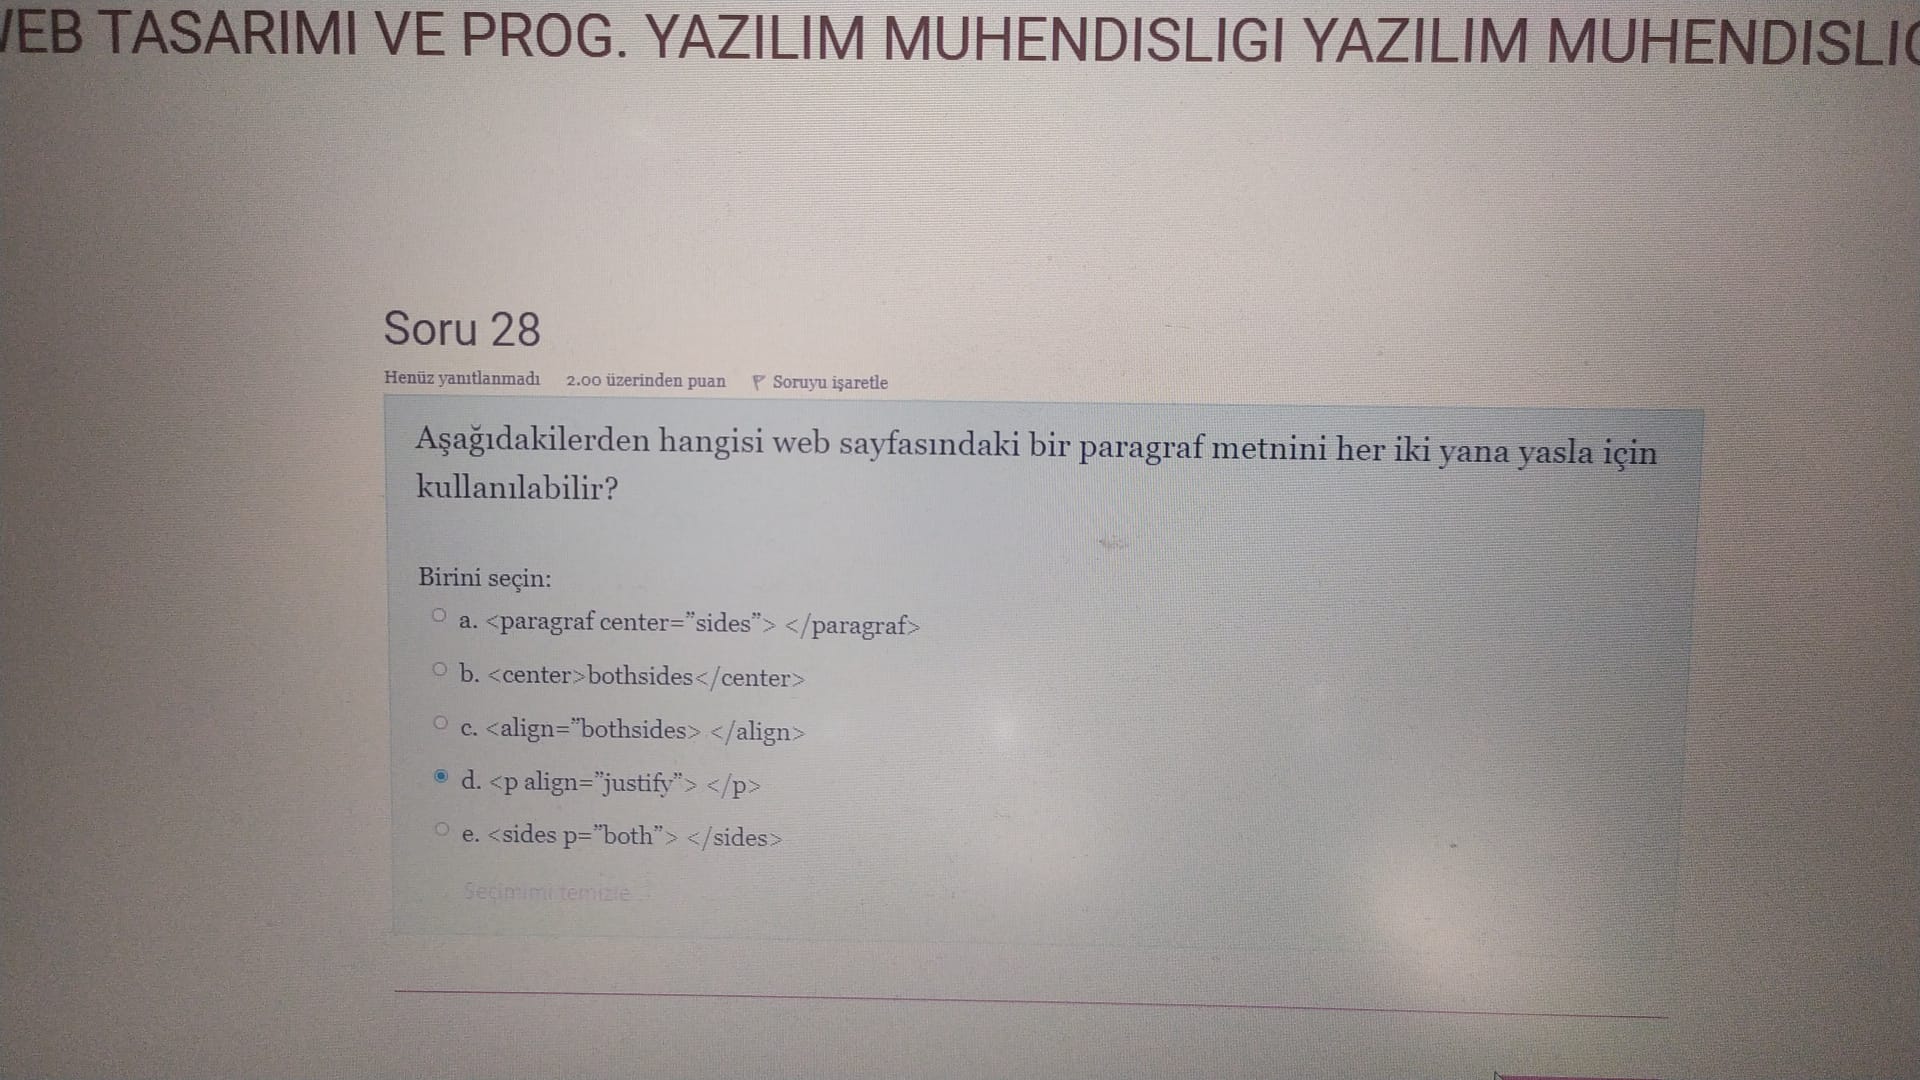 WEB TASARIMI VE PROG. YAZILIM MUHENDISLIGI YAZILIM MUHENDISLIG
Soru 28
Henüz yanıtlanmadı 2.00 üzerinden puan Soruyu işaretle
Aşağıdakilerden hangisi web sayfasındaki bir paragraf metnini her iki yana yasla için
kullanılabilir?
Birini seçin:
a. <paragraf center=”sides”> </paragraf>
b. <center>bothsides</center>
c. <align=”bothsides> </align>
d. <p align=”justify”> </p>
e. <sides p=”both”> </sides>
Seçimimi temizle